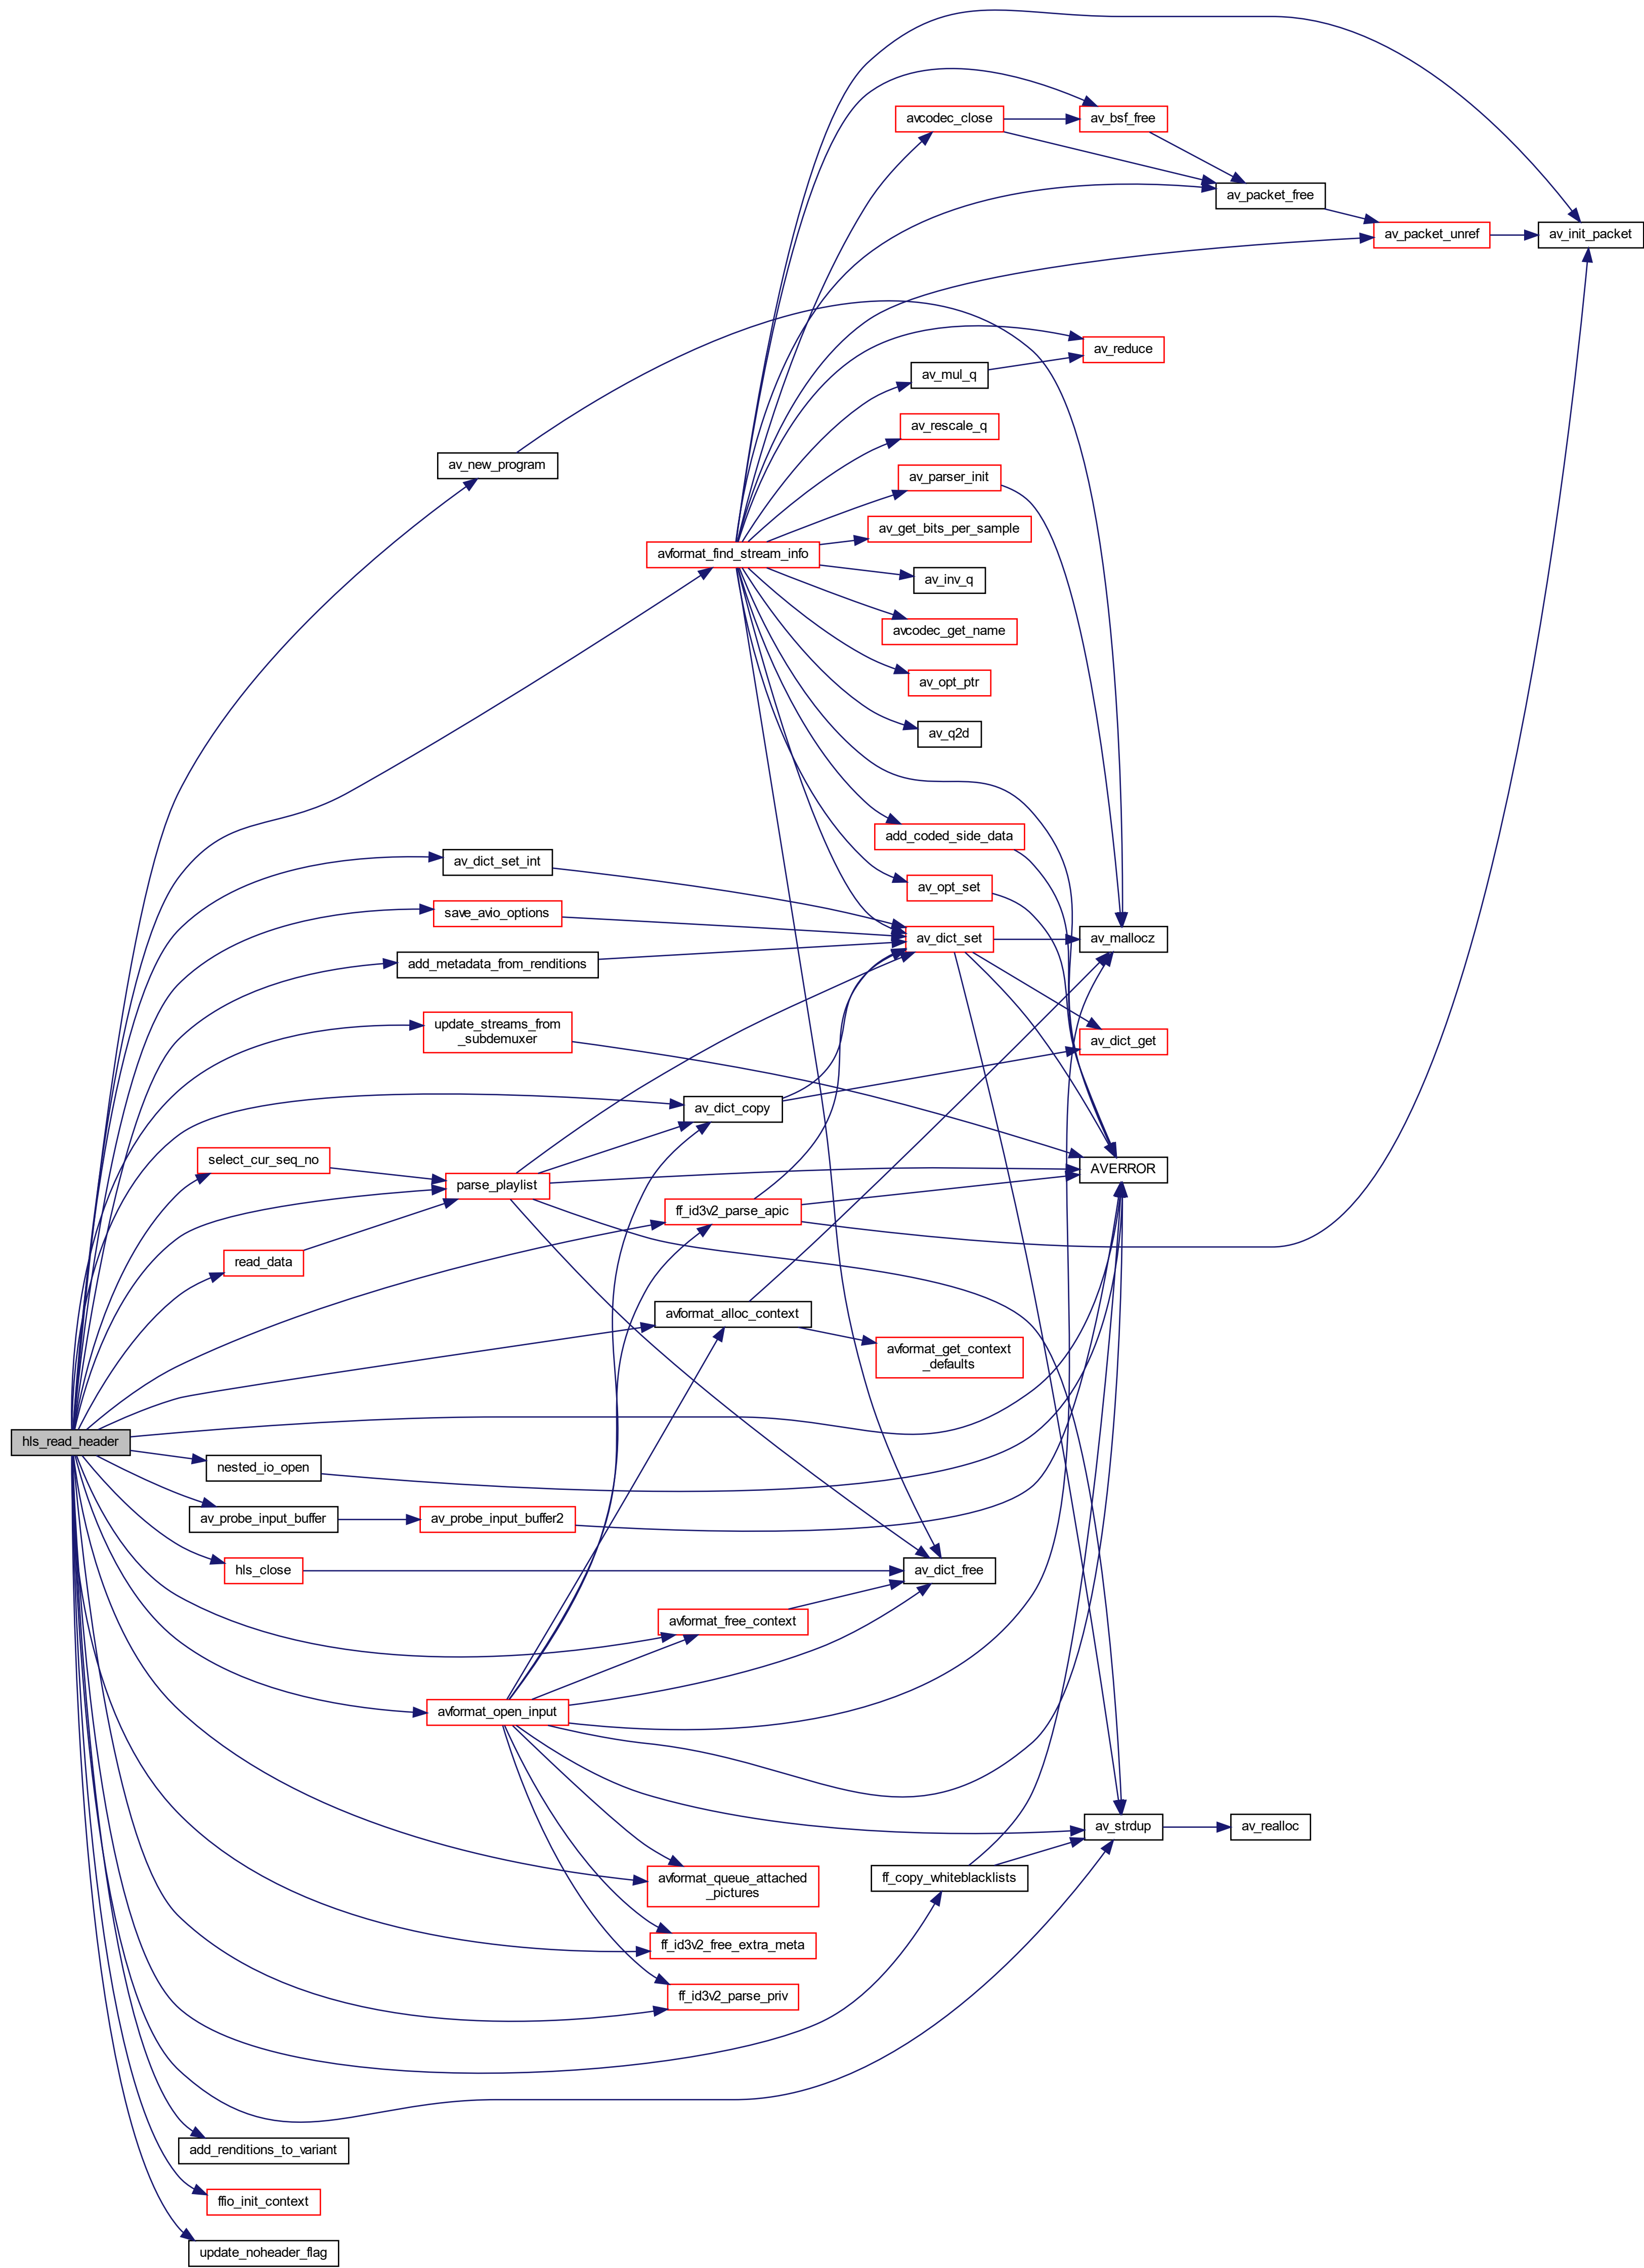 avcodec_close
av_bsf_free
av_packet_free
av_packet_unref
av_init_packet
av_reduce
av_mul_q
av_rescale_q
av_new_program
av_parser_init
av_get_bits_per_sample
avformat_find_stream_info
av_inv_q
avcodec_get_name
av_opt_ptr
av_q2d
add_coded_side_data
av_dict_set_int
av_opt_set
save_avio_options
av_dict_set
av_mallocz
add_metadata_from_renditions
update_streams_from
_subdemuxer
av_dict_get
av_dict_copy
select_cur_seq_no
AVERROR
parse_playlist
ff_id3v2_parse_apic
read_data
avformat_alloc_context
avformat_get_context
_defaults
hls_read_header
nested_io_open
av_probe_input_buffer
av_probe_input_buffer2
hls_close
av_dict_free
avformat_free_context
avformat_open_input
av_strdup
av_realloc
avformat_queue_attached
_pictures
ff_copy_whiteblacklists
ff_id3v2_free_extra_meta
ff_id3v2_parse_priv
add_renditions_to_variant
ffio_init_context
update_noheader_flag